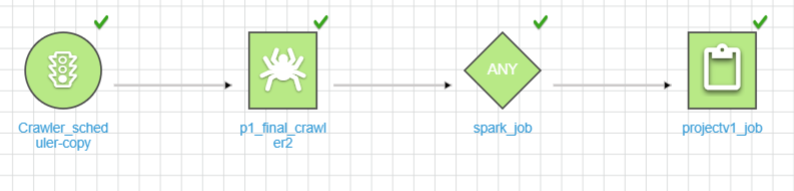 ANY
Crawler_sched
uler-copy
p1_final_crawl
er2
spark_job
projectv1_job